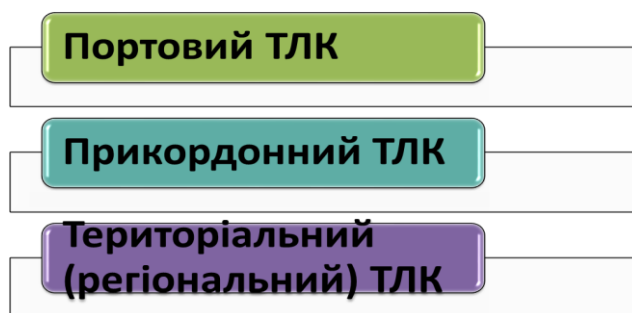 Портовий ТЛК
Прикордонний ТЛК
Територіальний
(регіональний) ТЛК